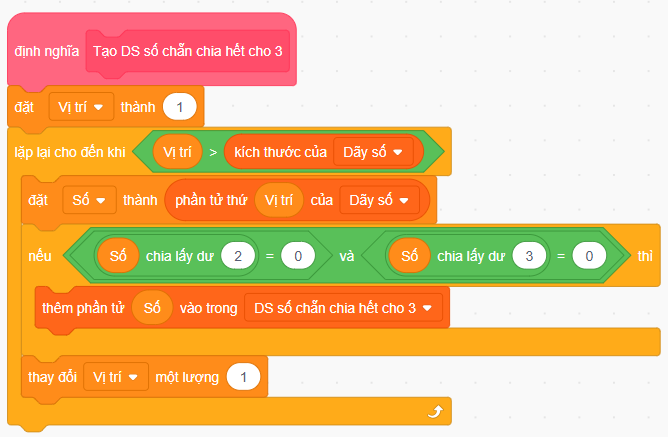 định nghĩa Tạo DS số chẵn chia hết cho 3
đặt Vị trí thành 1
lặp lại cho đến khi Vị trí > kích thước của Dãy số
đặt Số thành phần tử thứ Vị trí của Dãy số
nếu Số chia lấy dư 2 = 0 và Số chia lấy dư 3 = 0 thì
thêm phần tử Số vào trong DS số chẵn chia hết cho 3
thay đổi Vị trí một lượng 1